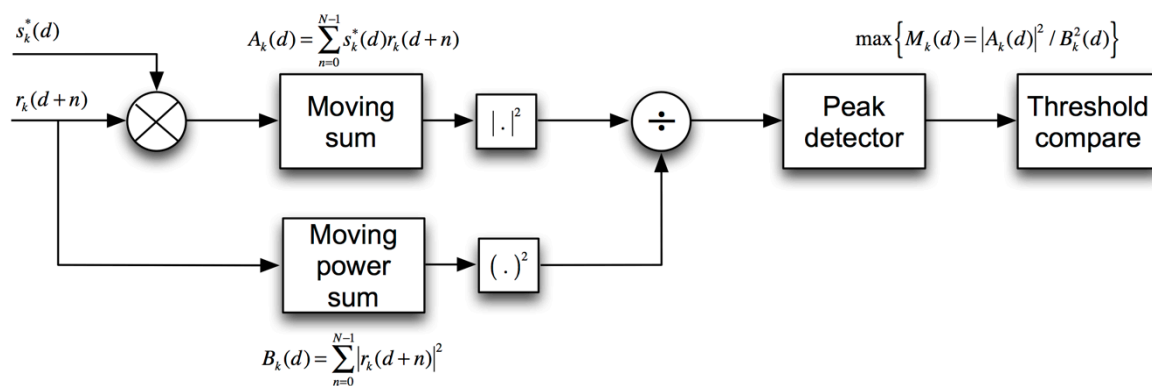 s_k^*(d)
A_k(d) = \sum_{n=0}^{N-1} s_k^*(d) r_k(d+n)
max{M_k(d) = |A_k(d)|^2 / B_k^2(d)}
r_k(d+n)
Moving
sum
|.|^2
÷
Peak
detector
Threshold
compare
Moving
power
sum
(.)^2
B_k(d) = \sum_{n=0}^{N-1} |r_k(d+n)|^2